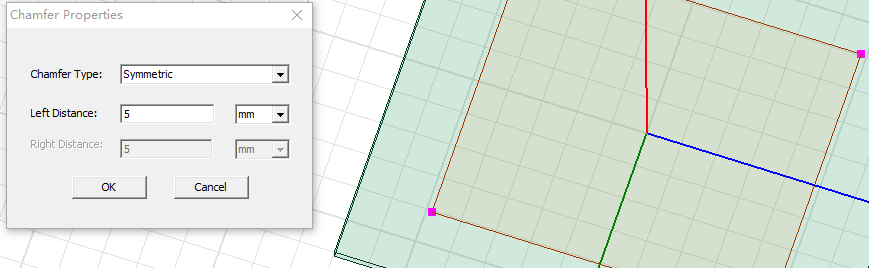 Chamfer Properties
Chamfer Type: Symmetric
Left Distance: 5 mm
Right Distance: 5 mm
OK Cancel